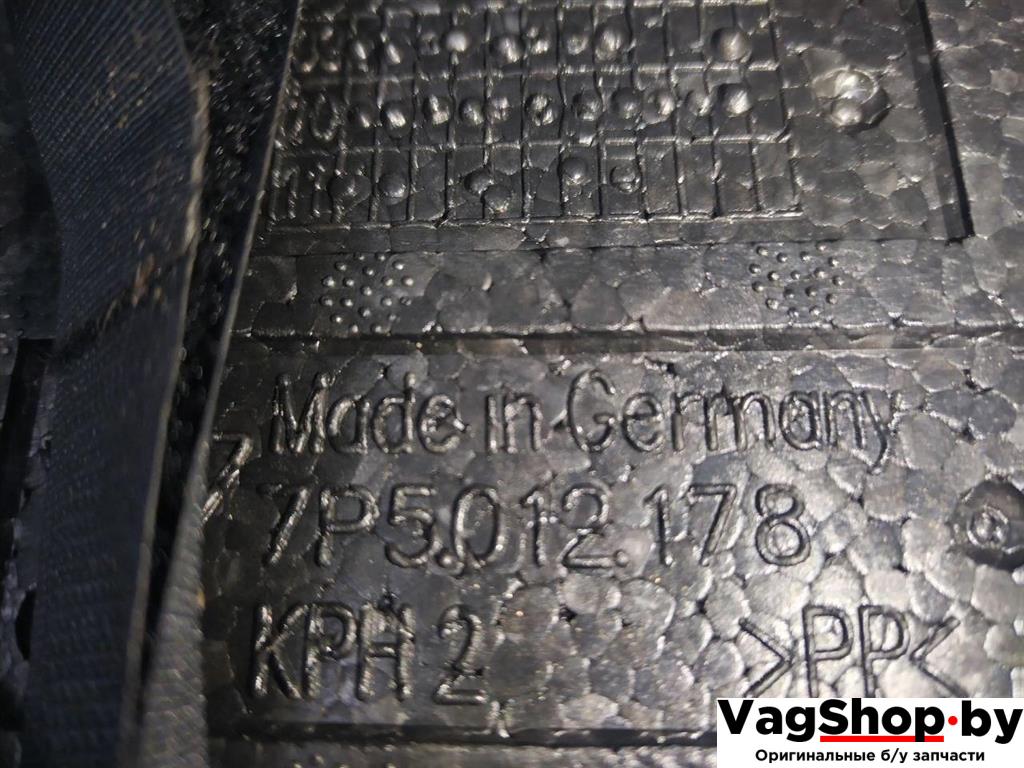 Made in Germany
7P5.012.178
KPH 2 >PP<
VagShop.by
Оригинальные б/у запчасти